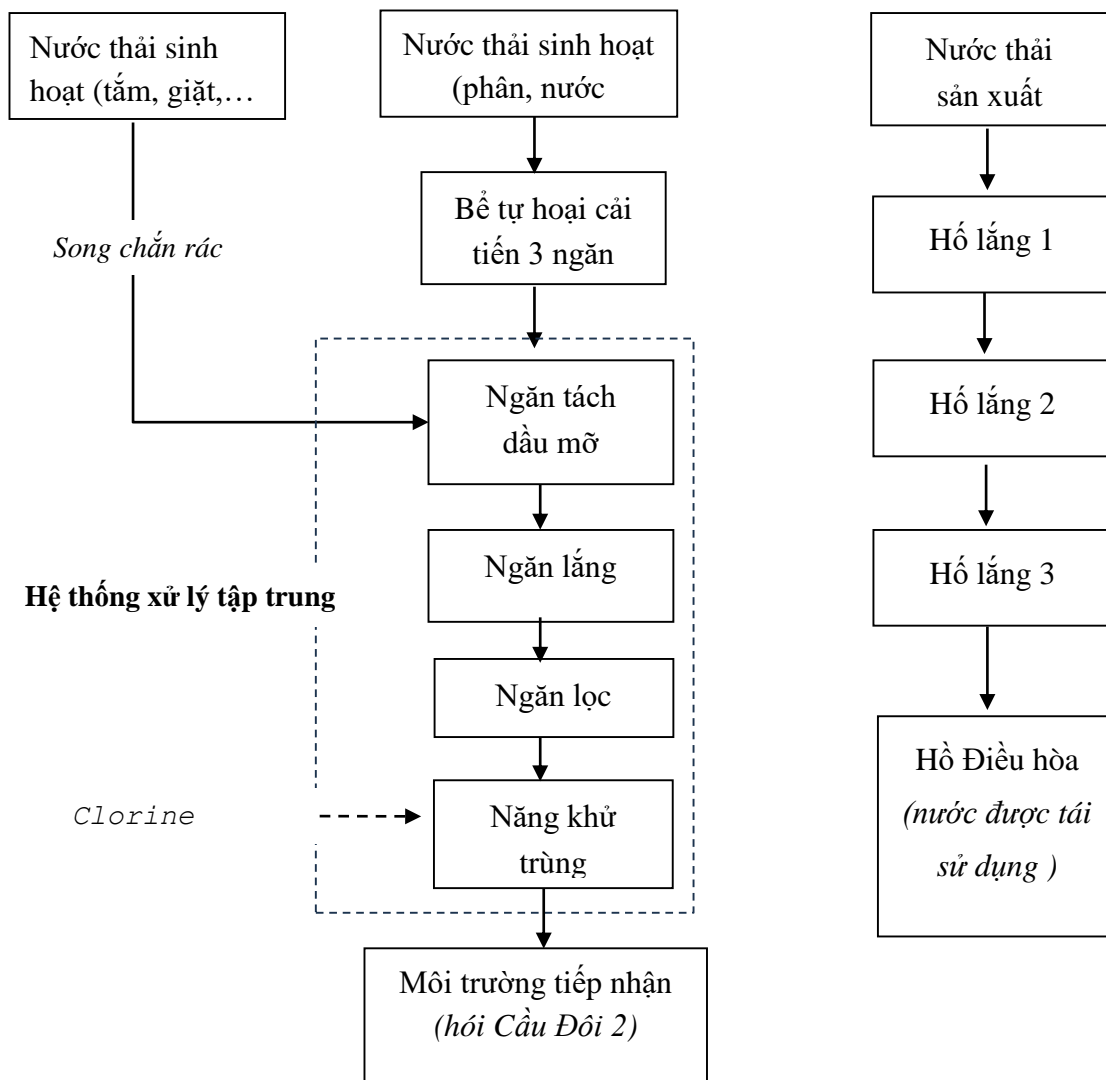 Nước thải sinh
hoạt (tắm, giặt,…
Nước thải sinh hoạt
(phân, nước
Nước thải
sản xuất
Song chắn rác
Bể tự hoại cải
tiến 3 ngăn
Hố lắng 1
Ngăn tách
dầu mỡ
Hố lắng 2
Hệ thống xử lý tập trung
Ngăn lắng
Hố lắng 3
Ngăn lọc
Clorine
Năng khử
trùng
Hồ Điều hòa
(nước được tái
sử dụng )
Môi trường tiếp nhận
(hói Cầu Đôi 2)